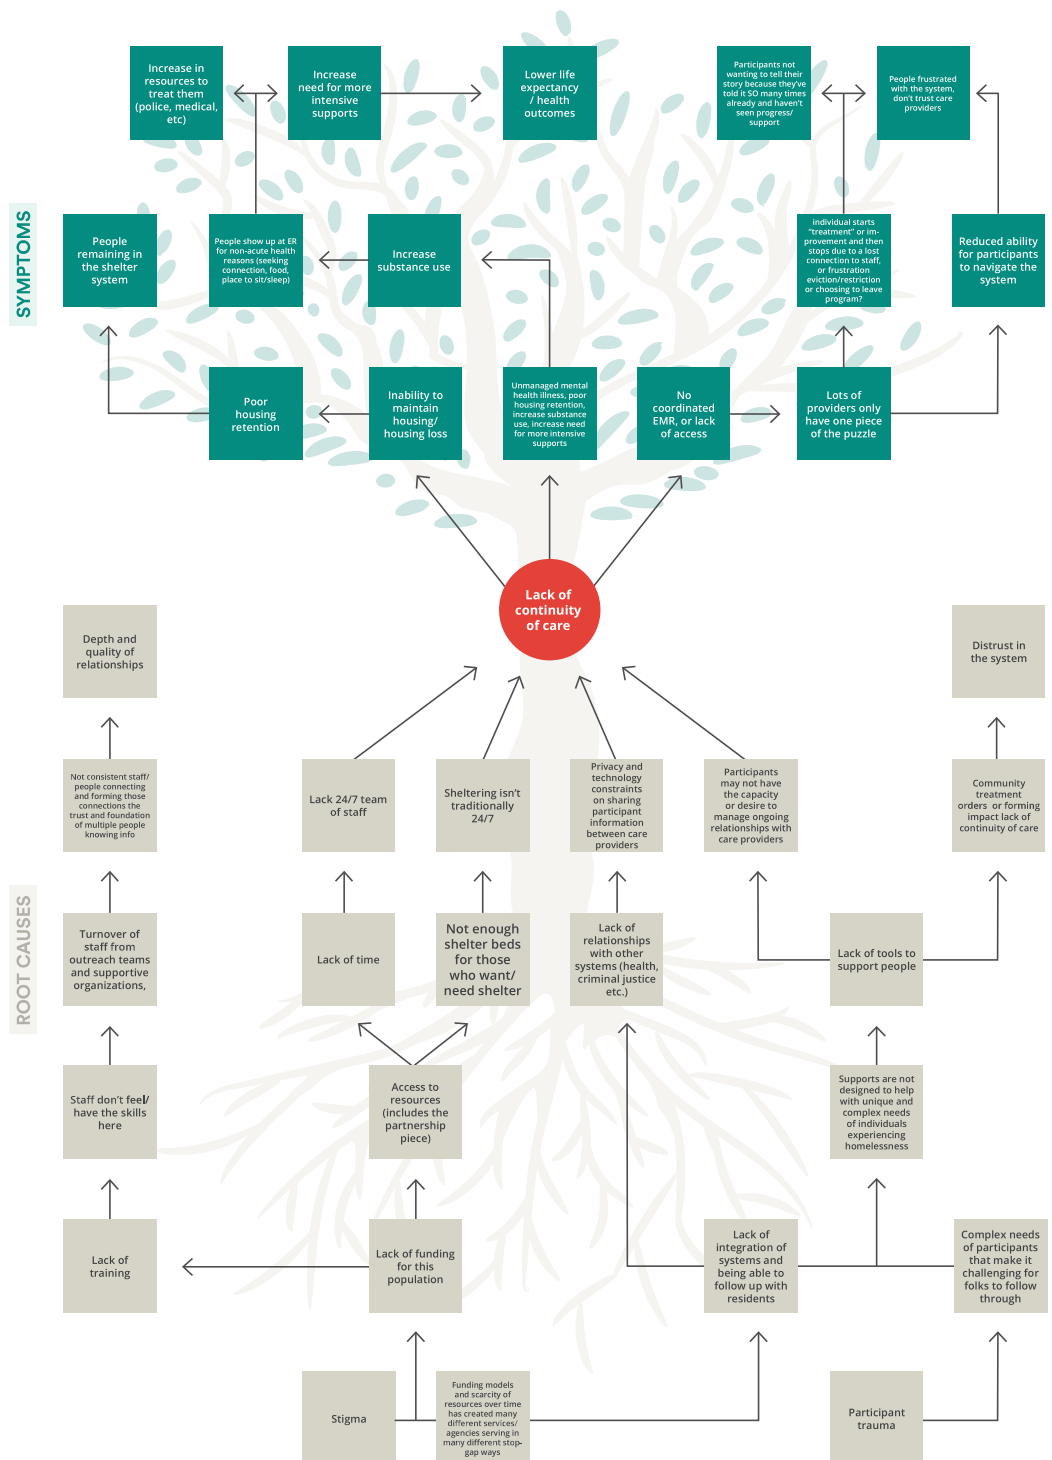 Increase in
resources to
treat them
(police, medical,
etc)
Increase
need for more
intensive
supports
Lower life
expectancy
/ health
outcomes
Participants not
wanting to tell their
story because they've
told it SO many times
already and haven't
seen progress/
support
People frustrated
with the system,
don't trust care
providers
SYMPTOMS
People
remaining in
the shelter
system
People show up at ER
for non-acute health
reasons (seeking
connection, food,
place to sit/sleep)
Increase
substance use
individual starts
"treatment" or im-
provement and then
stops due to a lost
connection to staff,
or frustration
eviction/restriction
or choosing to leave
program?
Reduced ability
for participants
to navigate the
system
Poor
housing
retention
Inability to
maintain
housing/
housing loss
Unmanaged mental
health illness, poor
housing retention,
increase substance
use, increase need
for more intensive
supports
No
coordinated
EMR, or lack
of access
Lots of
providers only
have one piece
of the puzzle
Lack of
continuity
of care
Depth and
quality of
relationships
Distrust in
the system
Not consistent staff/
people connecting
and forming those
connections the
trust and foundation
of multiple people
knowing info
Lack 24/7 team
of staff
Sheltering isn't
traditionally
24/7
Privacy and
technology
constraints
on sharing
participant
information
between care
providers
Participants
may not have
the capacity
or desire to
manage ongoing
relationships with
care providers
Community
treatment
orders or forming
impact lack of
continuity of care
ROOT CAUSES
Turnover of
staff from
outreach teams
and supportive
organizations,
Lack of time
Not enough
shelter beds
for those
who want/
need shelter
Lack of
relationships
with other
systems (health,
criminal justice
etc.)
Lack of tools to
support people
Staff don't feel/
have the skills
here
Access to
resources
(includes the
partnership
piece)
Supports are not
designed to help
with unique and
complex needs
of individuals
experiencing
homelessness
Lack of
training
Lack of funding
for this
population
Lack of
integration of
systems and
being able to
follow up with
residents
Complex needs
of participants
that make it
challenging for
folks to follow
through
Stigma
Funding models
and scarcity of
resources over time
has created many
different services/
agencies serving in
many different stop-
gap ways
Participant
trauma